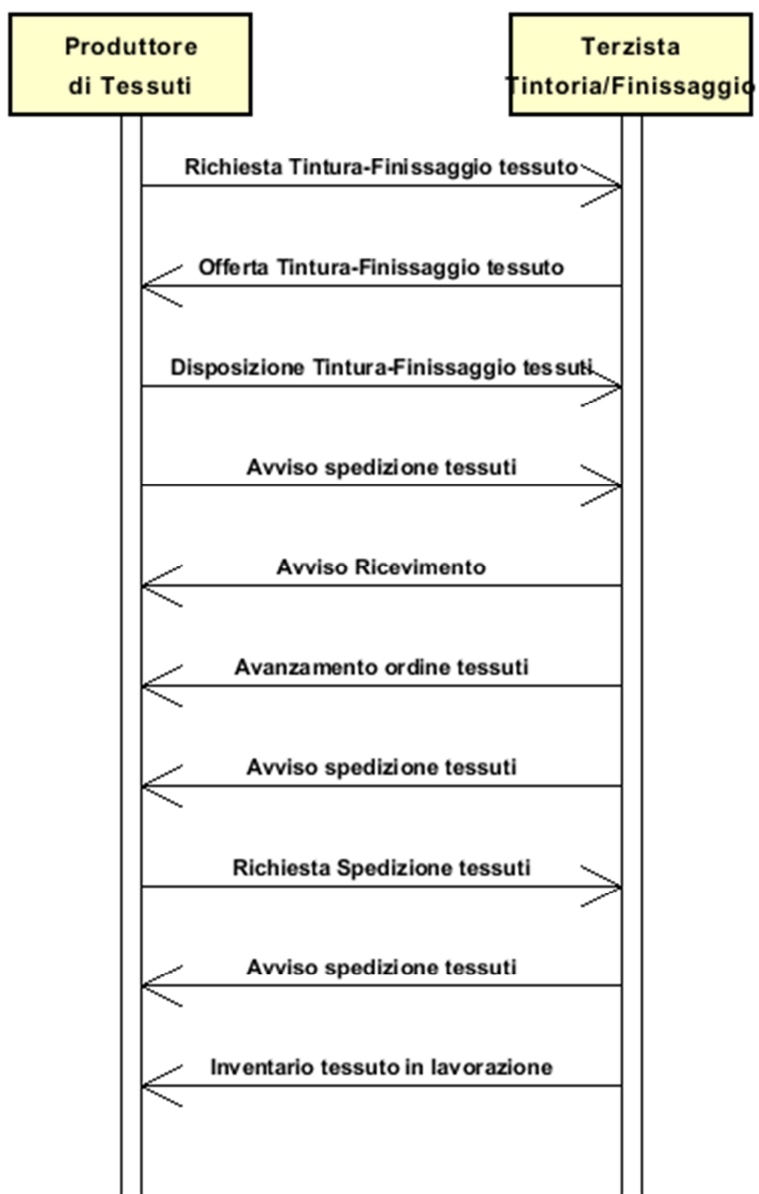 Produttore
di Tessuti
Terzista
Tintoria/Finissaggio
Richiesta Tintura-Finissaggio tessuto
Offerta Tintura-Finissaggio tessuto
Disposizione Tintura-Finissaggio tessuti
Avviso spedizione tessuti
Avviso Ricevimento
Avanzamento ordine tessuti
Avviso spedizione tessuti
Richiesta Spedizione tessuti
Avviso spedizione tessuti
Inventario tessuto in lavorazione